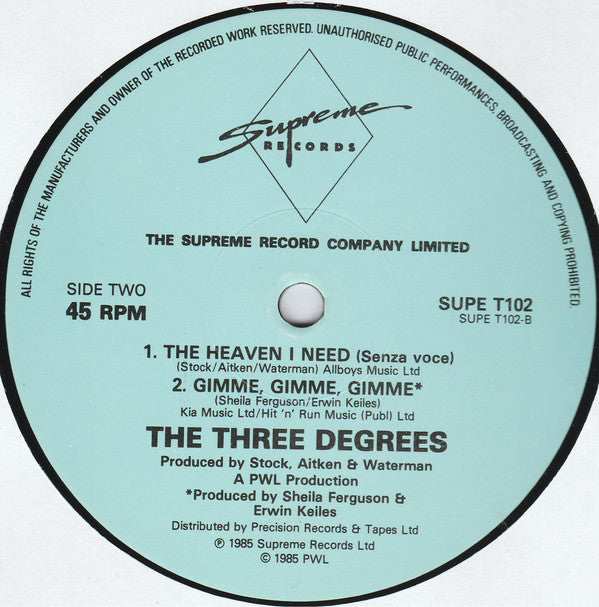 ALL RIGHTS OF THE MANUFACTURERS AND OWNER OF THE RECORDED WORK RESERVED. UNAUTHORISED PUBLIC PERFORMANCES, BROADCASTING AND COPYING PROHIBITED.
Supreme
RECORDS
THE SUPREME RECORD COMPANY LIMITED
SIDE TWO
45 RPM
SUPE T102
SUPE T102-B
1. THE HEAVEN I NEED (Senza voce)
(Stock/Aitken/Waterman) Allboys Music Ltd
2. GIMME, GIMME, GIMME*
(Sheila Ferguson/Erwin Keiles)
Kia Music Ltd/Hit 'n' Run Music (Publ) Ltd
THE THREE DEGREES
Produced by Stock, Aitken & Waterman
A PWL Production
*Produced by Sheila Ferguson &
Erwin Keiles
Distributed by Precision Records & Tapes Ltd
℗ 1985 Supreme Records Ltd
© 1985 PWL